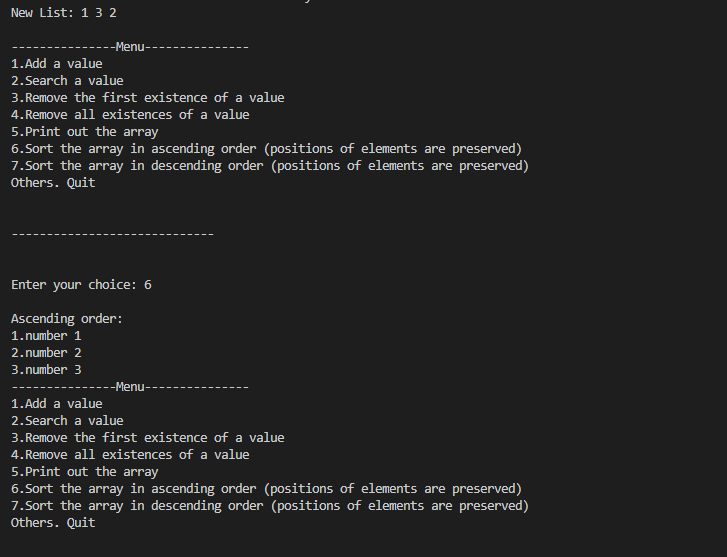 New List: 1 3 2
---------------Menu---------------
1.Add a value
2.Search a value
3.Remove the first existence of a value
4.Remove all existences of a value
5.Print out the array
6.Sort the array in ascending order (positions of elements are preserved)
7.Sort the array in descending order (positions of elements are preserved)
Others. Quit
-----------------------------
Enter your choice: 6
Ascending order:
1.number 1
2.number 2
3.number 3
---------------Menu---------------
1.Add a value
2.Search a value
3.Remove the first existence of a value
4.Remove all existences of a value
5.Print out the array
6.Sort the array in ascending order (positions of elements are preserved)
7.Sort the array in descending order (positions of elements are preserved)
Others. Quit